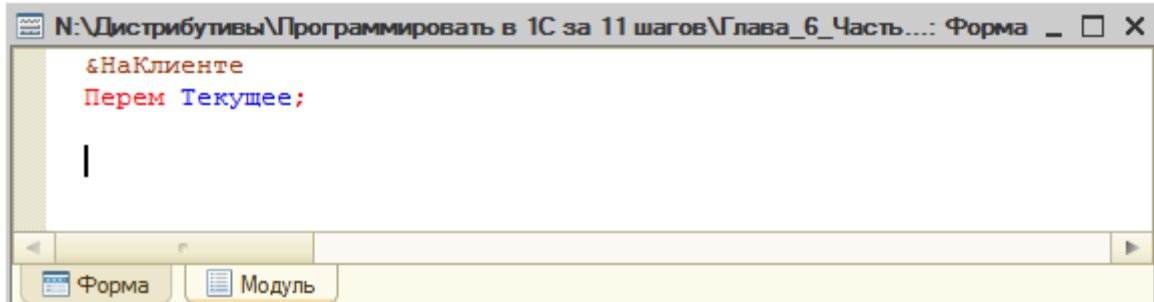 N:\Дистрибутивы\Программировать в 1С за 11 шагов\Глава_6_Часть...: Форма
&НаКлиенте
Перем Текущее;
Форма
Модуль